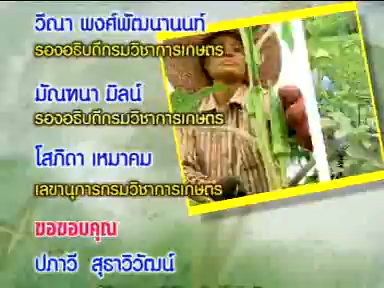 วีณา พงศ์พัฒนานนท์
รองอธิบดีกรมวิชาการเกษตร
มัณฑนา มิลน์
รองอธิบดีกรมวิชาการเกษตร
โสภิดา เหมาคม
เลขานุการกรมวิชาการเกษตร
ขอขอบคุณ
ปภาวี สุธาวิวัฒน์